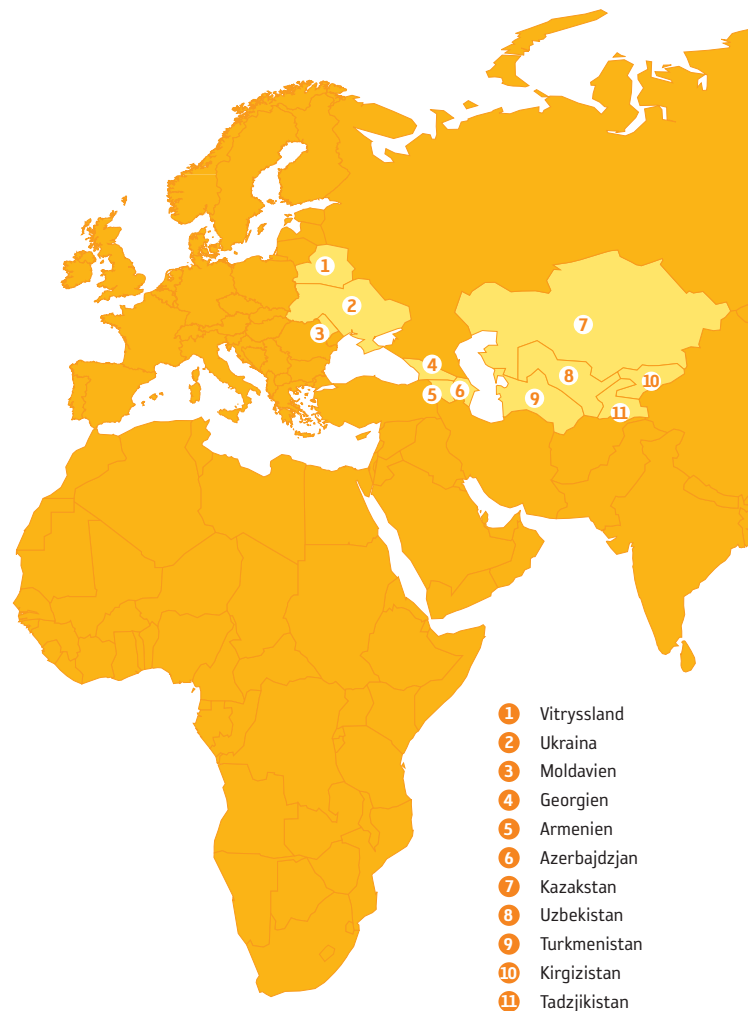 1
2
3
4
5
6
7
8
9
10
11
1 Vitryssland
2 Ukraina
3 Moldavien
4 Georgien
5 Armenien
6 Azerbajdzjan
7 Kazakstan
8 Uzbekistan
9 Turkmenistan
10 Kirgizistan
11 Tadzjikistan